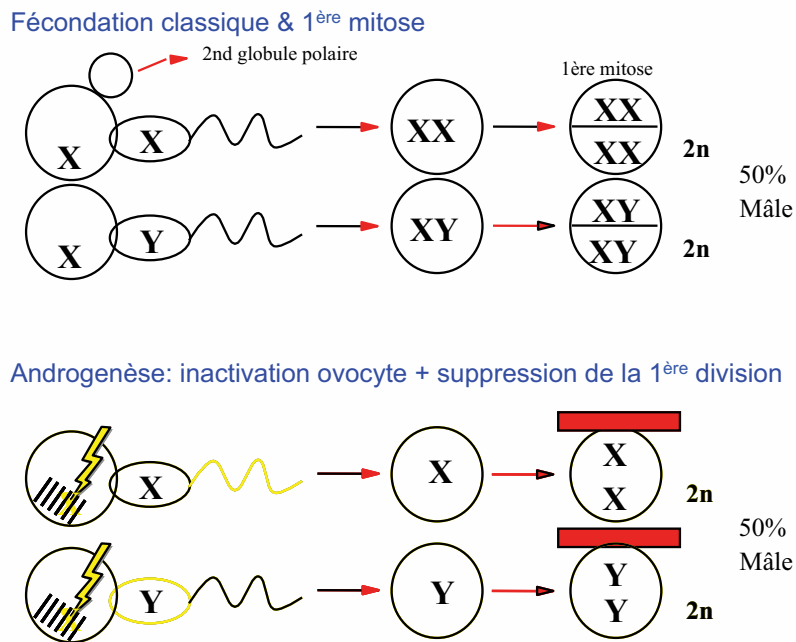 Fécondation classique & 1ère mitose
2nd globule polaire
1ère mitose
X
X
XX
XX
XX
2n
50%
Mâle
X
Y
XY
XY
XY
2n
Androgenèse: inactivation ovocyte + suppression de la 1ère division
X
X
X
X
2n
50%
Mâle
Y
Y
Y
Y
2n